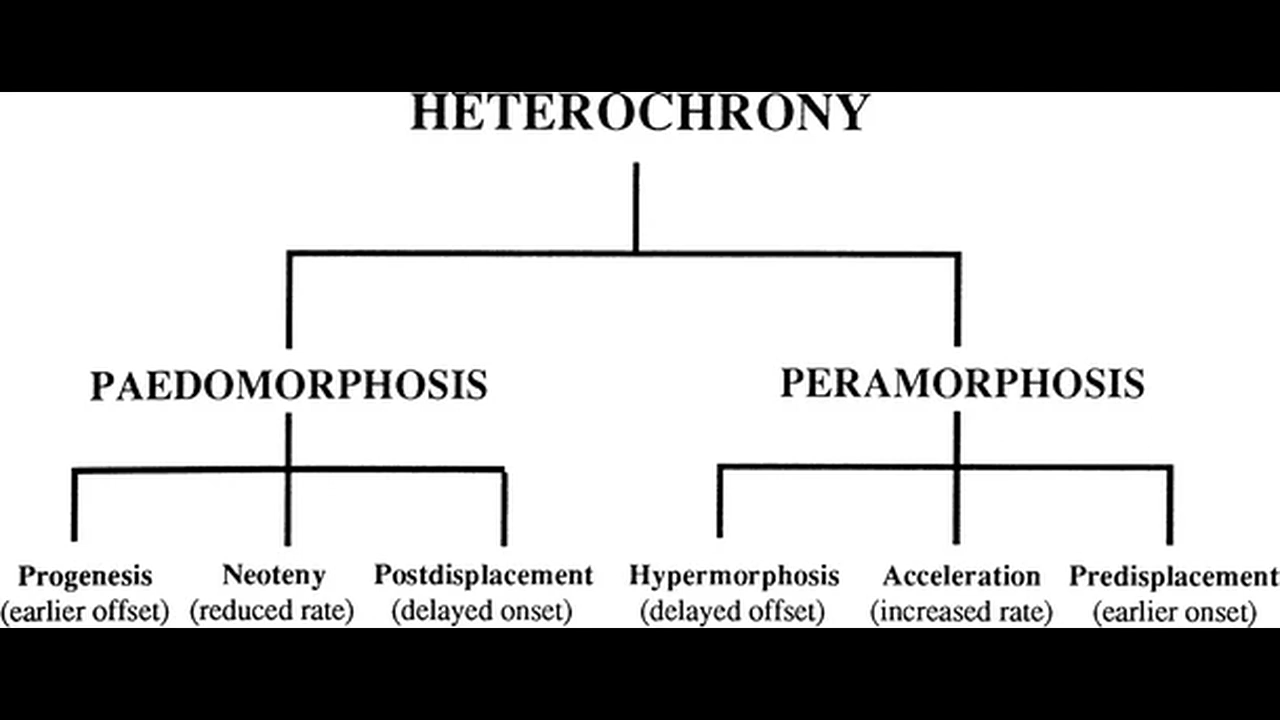 HETEROCHRONY
PAEDOMORPHOSIS
PERAMORPHOSIS
Progenesis
(earlier offset)
Neoteny
(reduced rate)
Postdisplacement
(delayed onset)
Hypermorphosis
(delayed offset)
Acceleration
(increased rate)
Predisplacement
(earlier onset)